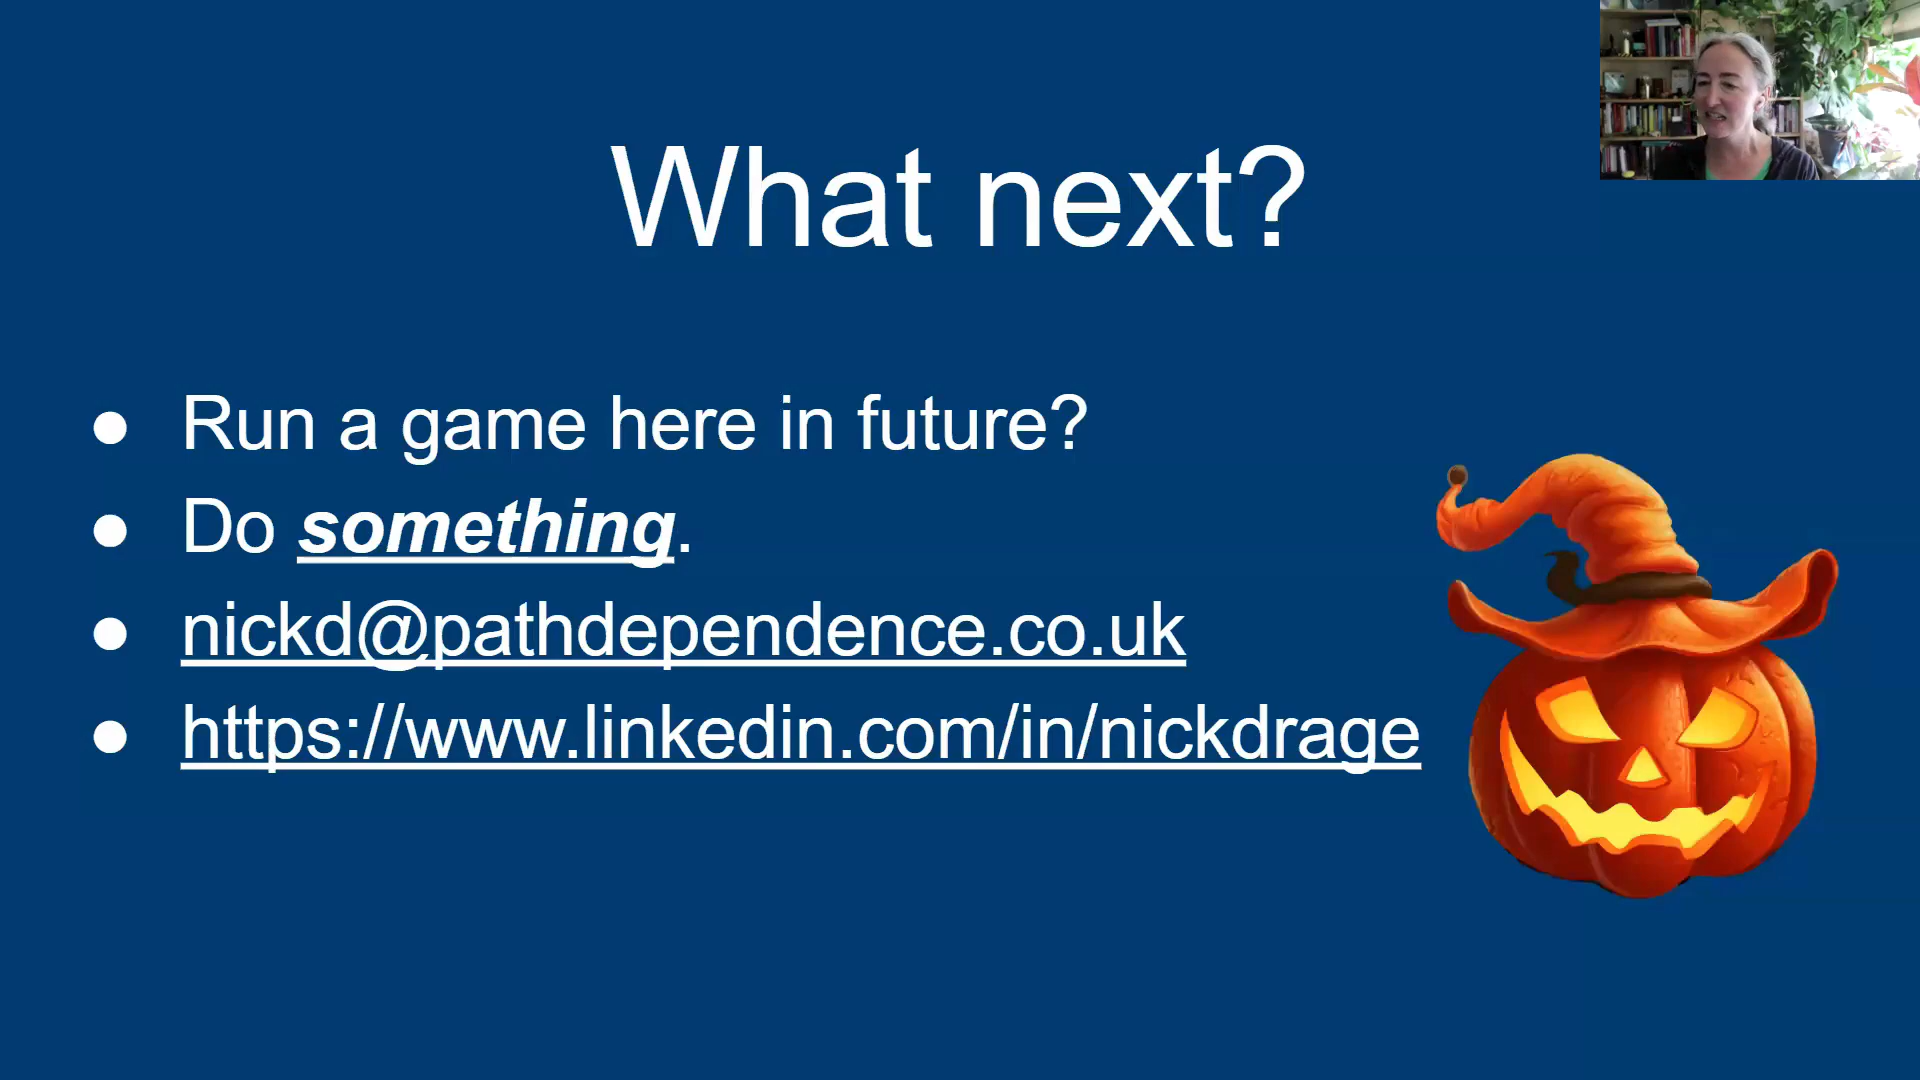 What next?
Run a game here in future?
Do something.
nickd@pathdependence.co.uk
https://www.linkedin.com/in/nickdrage